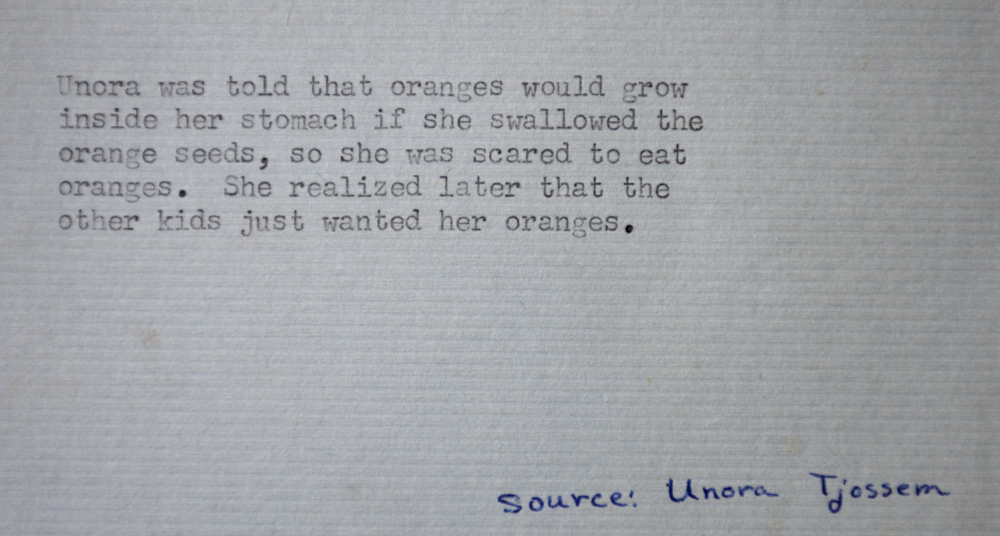 Unora was told that oranges would grow
inside her stomach if she swallowed the
orange seeds, so she was scared to eat
oranges.  She realized later that the
other kids just wanted her oranges.
Source: Unora Tjossem